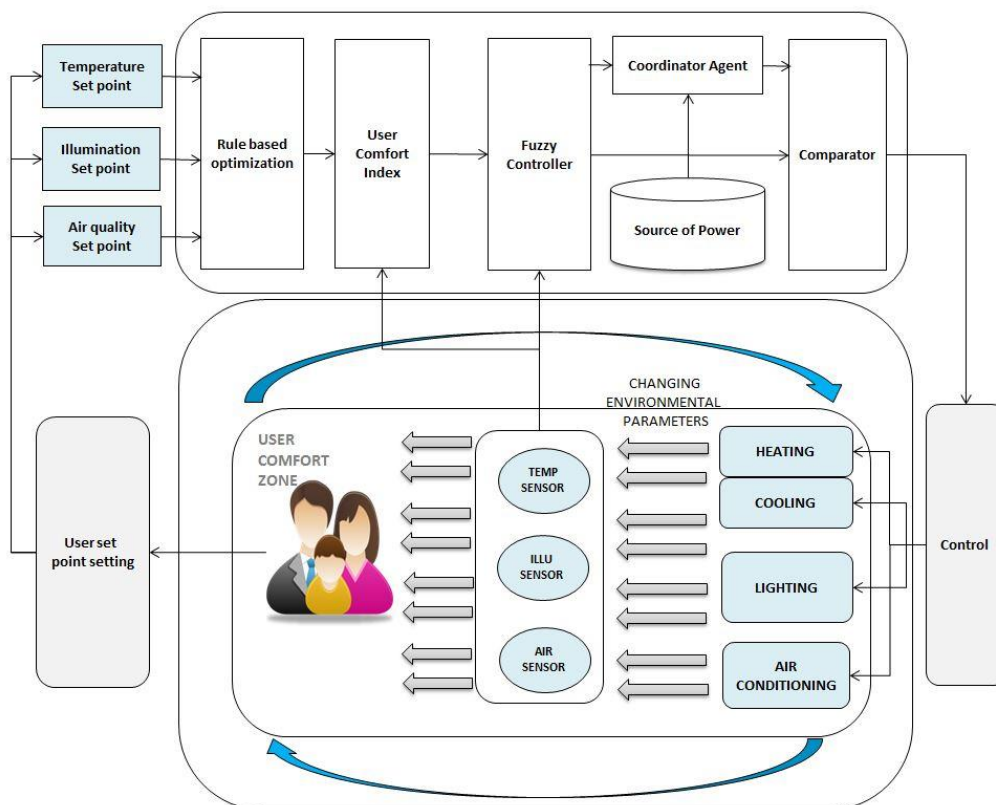 Temperature
Set point
Illumination
Set point
Air quality
Set point
Rule based
optimization
User
Comfort
Index
Fuzzy
Controller
Coordinator Agent
Source of Power
Comparator
CHANGING
ENVIRONMENTAL
PARAMETERS
USER
COMFORT
ZONE
TEMP
SENSOR
ILLU
SENSOR
AIR
SENSOR
HEATING
COOLING
LIGHTING
AIR
CONDITIONING
User set
point setting
Control